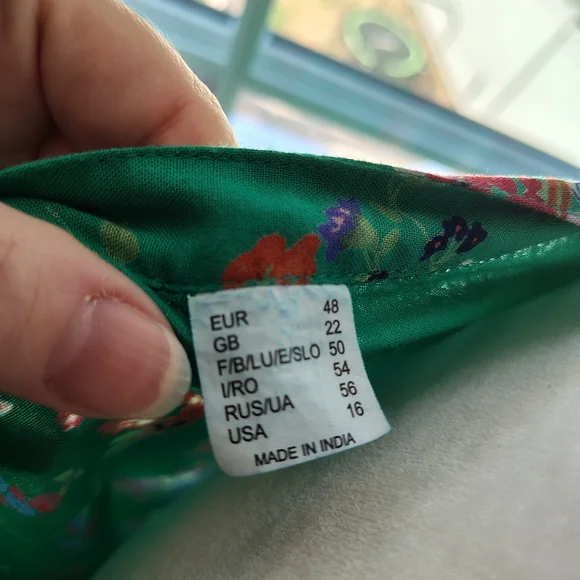 EUR 48
GB 22
F/B/LU/E/SLO 50
I/RO 54
RUS/UA 56
USA 16
MADE IN INDIA